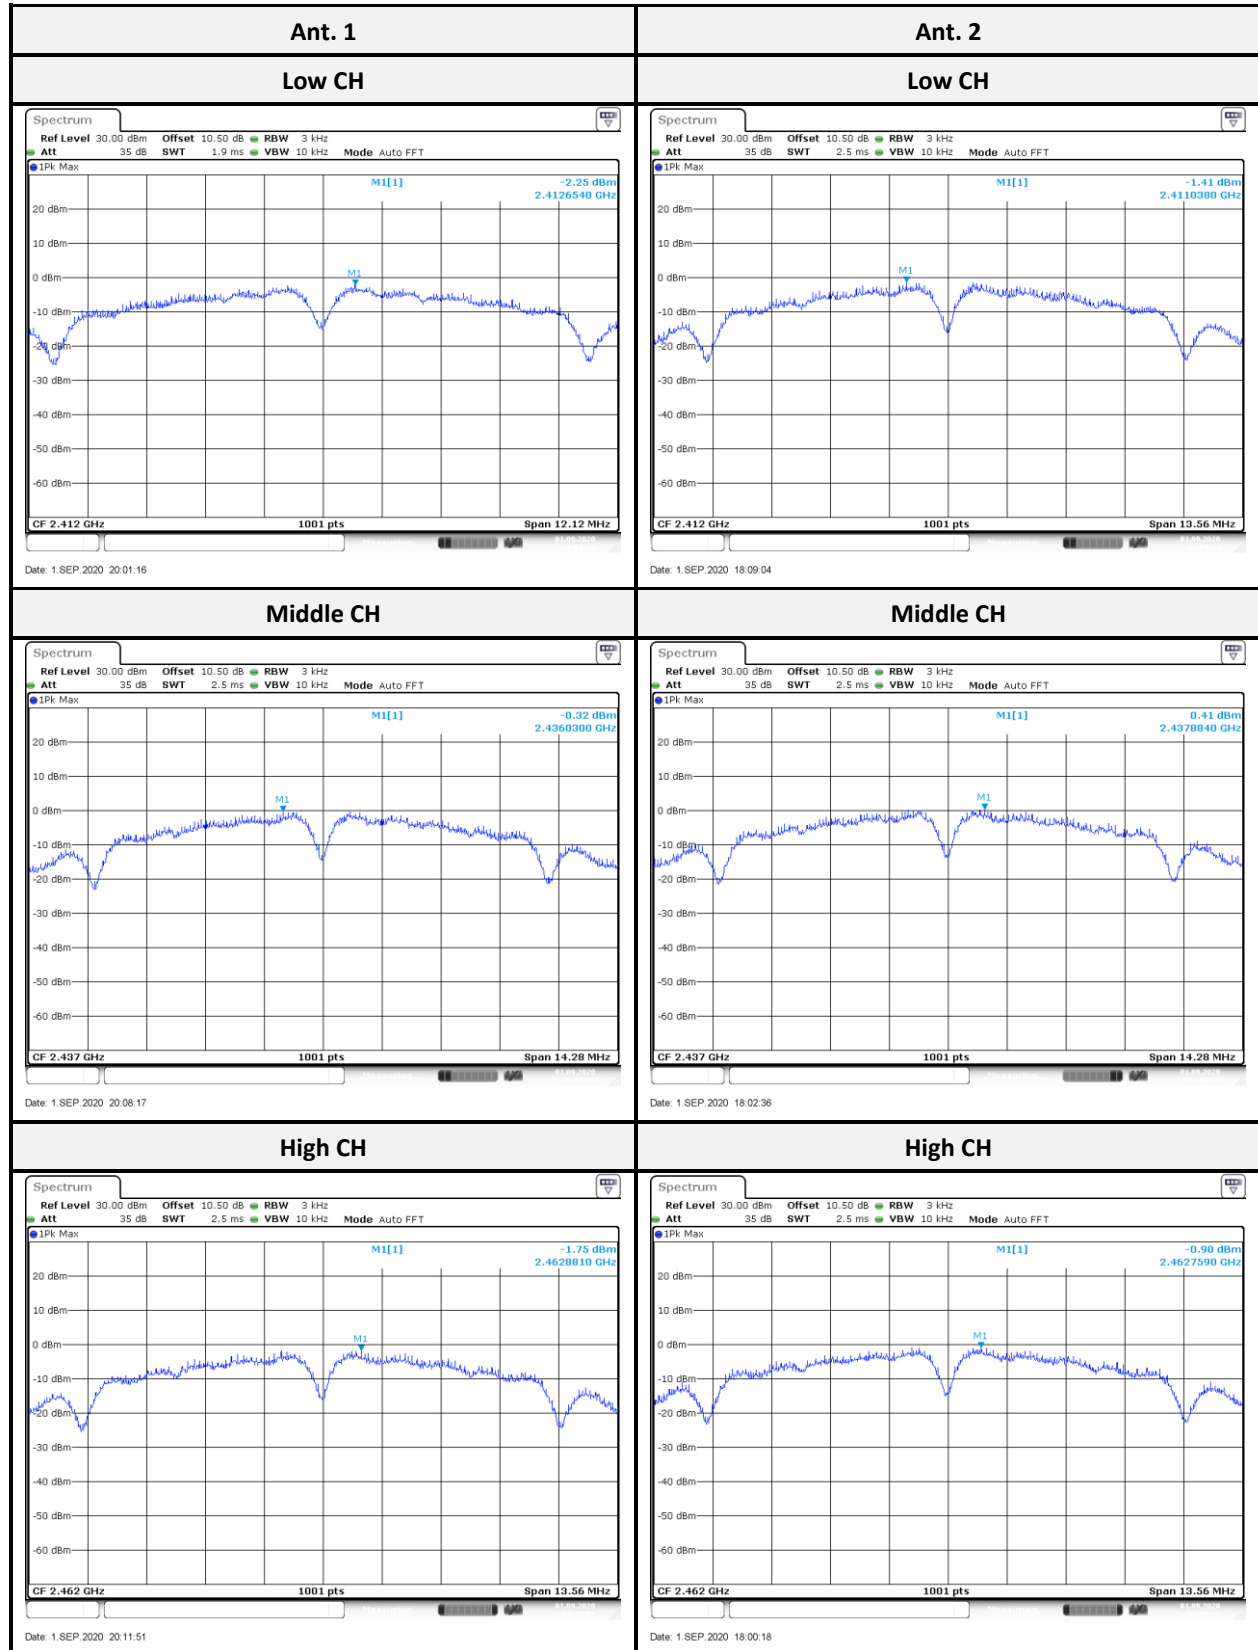 Ant. 1
Ant. 2
Low CH
Low CH
Spectrum
Ref Level 30.00 dBm Offset 10.50 dB RBW 3 kHz
Att 35 dB SWT 1.9 ms VBW 10 kHz Mode Auto FFT
1Pk Max
M1[1] -2.25 dBm
2.4126540 GHz
20 dBm
10 dBm
M1
0 dBm
-10 dBm
-20 dBm
-30 dBm
-40 dBm
-50 dBm
-60 dBm
CF 2.412 GHz 1001 pts Span 12.12 MHz
01.09.2020
Date: 1.SEP.2020 20:01:16
Spectrum
Ref Level 30.00 dBm Offset 10.50 dB RBW 3 kHz
Att 35 dB SWT 2.5 ms VBW 10 kHz Mode Auto FFT
1Pk Max
M1[1] -1.41 dBm
2.4110380 GHz
20 dBm
10 dBm
M1
0 dBm
-10 dBm
-20 dBm
-30 dBm
-40 dBm
-50 dBm
-60 dBm
CF 2.412 GHz 1001 pts Span 13.56 MHz
01.09.2020
Date: 1.SEP.2020 18:09:04
Middle CH
Middle CH
Spectrum
Ref Level 30.00 dBm Offset 10.50 dB RBW 3 kHz
Att 35 dB SWT 2.5 ms VBW 10 kHz Mode Auto FFT
1Pk Max
M1[1] -0.32 dBm
2.4360300 GHz
20 dBm
10 dBm
M1
0 dBm
-10 dBm
-20 dBm
-30 dBm
-40 dBm
-50 dBm
-60 dBm
CF 2.437 GHz 1001 pts Span 14.28 MHz
01.09.2020
Date: 1.SEP.2020 20:08:17
Spectrum
Ref Level 30.00 dBm Offset 10.50 dB RBW 3 kHz
Att 35 dB SWT 2.5 ms VBW 10 kHz Mode Auto FFT
1Pk Max
M1[1] 0.41 dBm
2.4378840 GHz
20 dBm
10 dBm
M1
0 dBm
-10 dBm
-20 dBm
-30 dBm
-40 dBm
-50 dBm
-60 dBm
CF 2.437 GHz 1001 pts Span 14.28 MHz
01.09.2020
Date: 1.SEP.2020 18:02:36
High CH
High CH
Spectrum
Ref Level 30.00 dBm Offset 10.50 dB RBW 3 kHz
Att 35 dB SWT 2.5 ms VBW 10 kHz Mode Auto FFT
1Pk Max
M1[1] -1.75 dBm
2.4628810 GHz
20 dBm
10 dBm
M1
0 dBm
-10 dBm
-20 dBm
-30 dBm
-40 dBm
-50 dBm
-60 dBm
CF 2.462 GHz 1001 pts Span 13.56 MHz
01.09.2020
Date: 1.SEP.2020 20:11:51
Spectrum
Ref Level 30.00 dBm Offset 10.50 dB RBW 3 kHz
Att 35 dB SWT 2.5 ms VBW 10 kHz Mode Auto FFT
1Pk Max
M1[1] -0.90 dBm
2.4627590 GHz
20 dBm
10 dBm
M1
0 dBm
-10 dBm
-20 dBm
-30 dBm
-40 dBm
-50 dBm
-60 dBm
CF 2.462 GHz 1001 pts Span 13.56 MHz
01.09.2020
Date: 1.SEP.2020 18:00:18